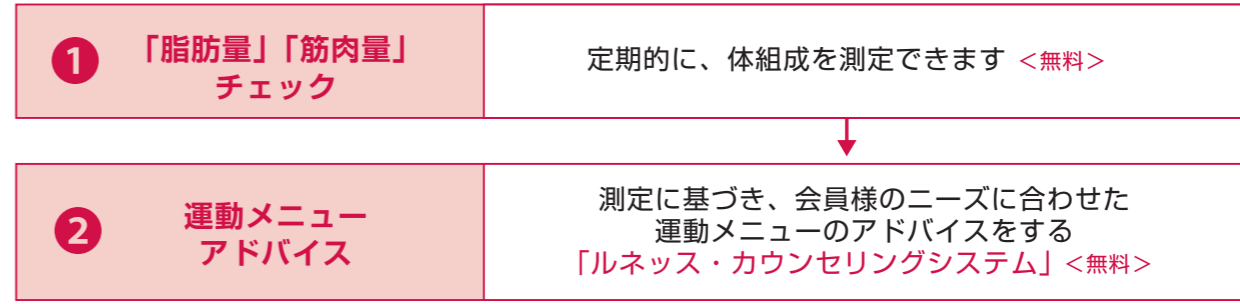 ❶
「脂肪量」「筋肉量」
チェック
定期的に、体組成を測定できます <無料>
❷
運動メニュー
アドバイス
測定に基づき、会員様のニーズに合わせた
運動メニューのアドバイスをする
「ルネッス・カウンセリングシステム」<無料>